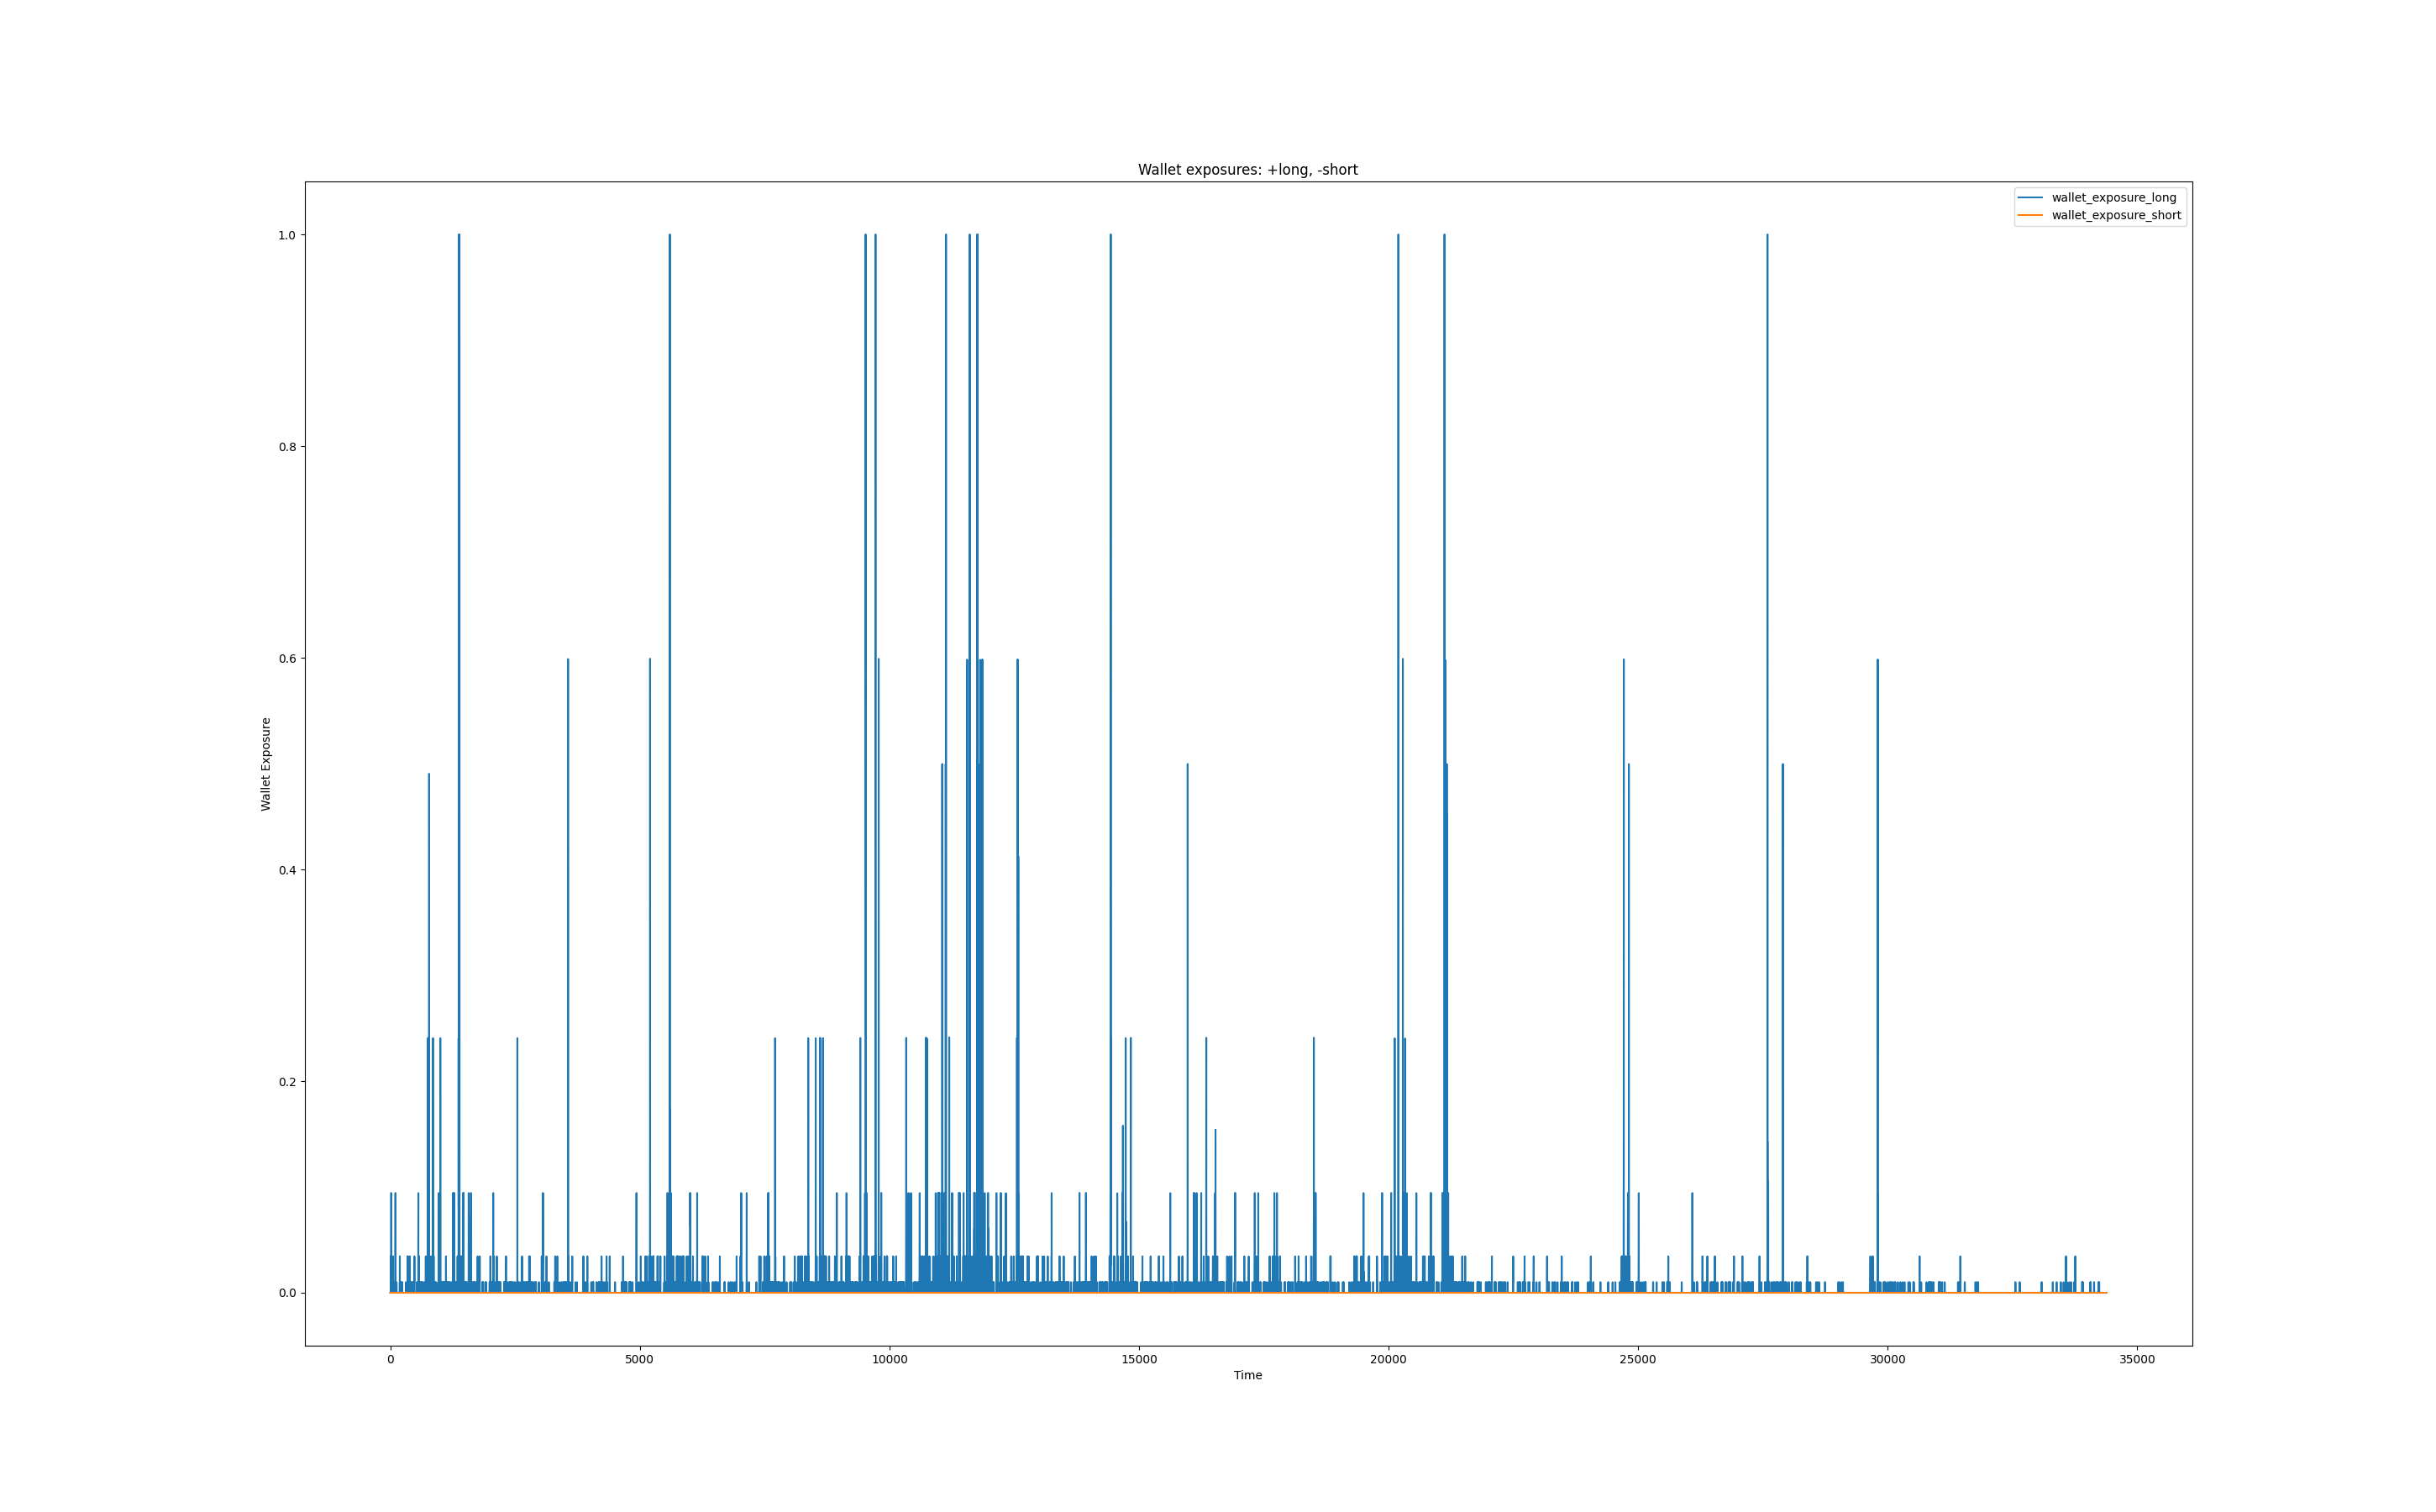 Wallet exposures: +long, -short
wallet_exposure_long
wallet_exposure_short
1.0
0.8
0.6
0.4
0.2
0.0
Wallet Exposure
0 5000 10000 15000 20000 25000 30000 35000
Time